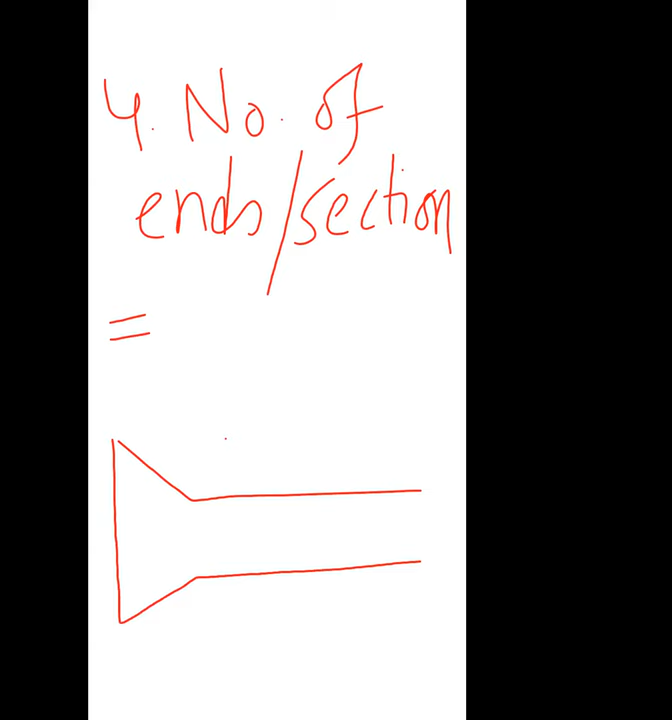 4. No. of
ends/section
=